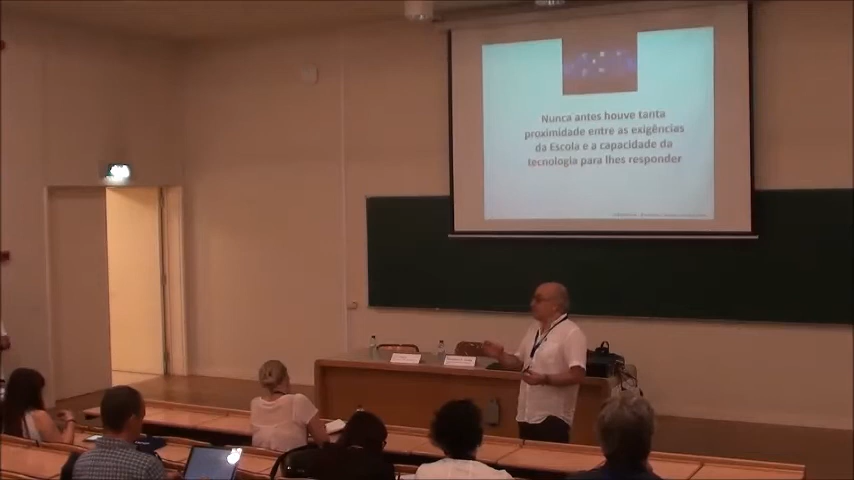 Nunca antes houve tanta
proximidade entre as exigências
da Escola e a capacidade da
tecnologia para lhes responder